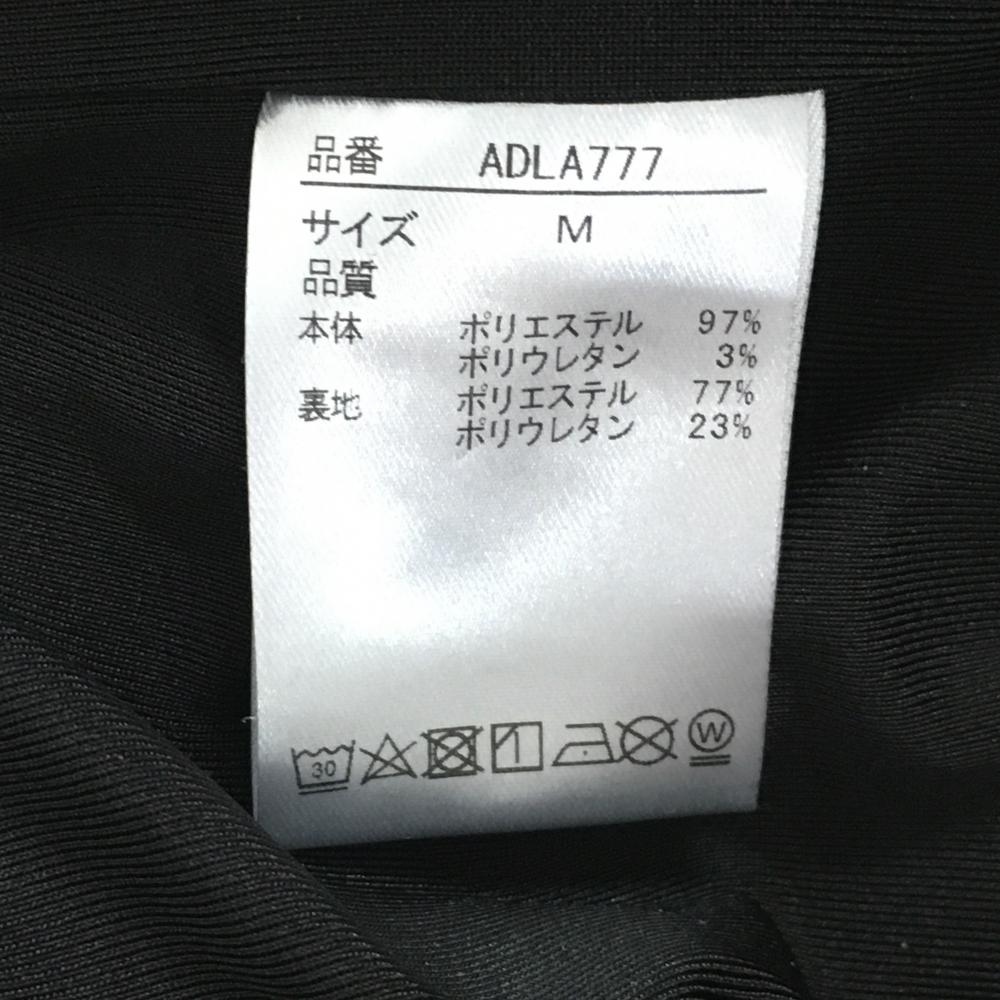 品番 ADLA777
サイズ M
品質
本体 ポリエステル 97%
ポリウレタン 3%
裏地 ポリエステル 77%
ポリウレタン 23%
30 W